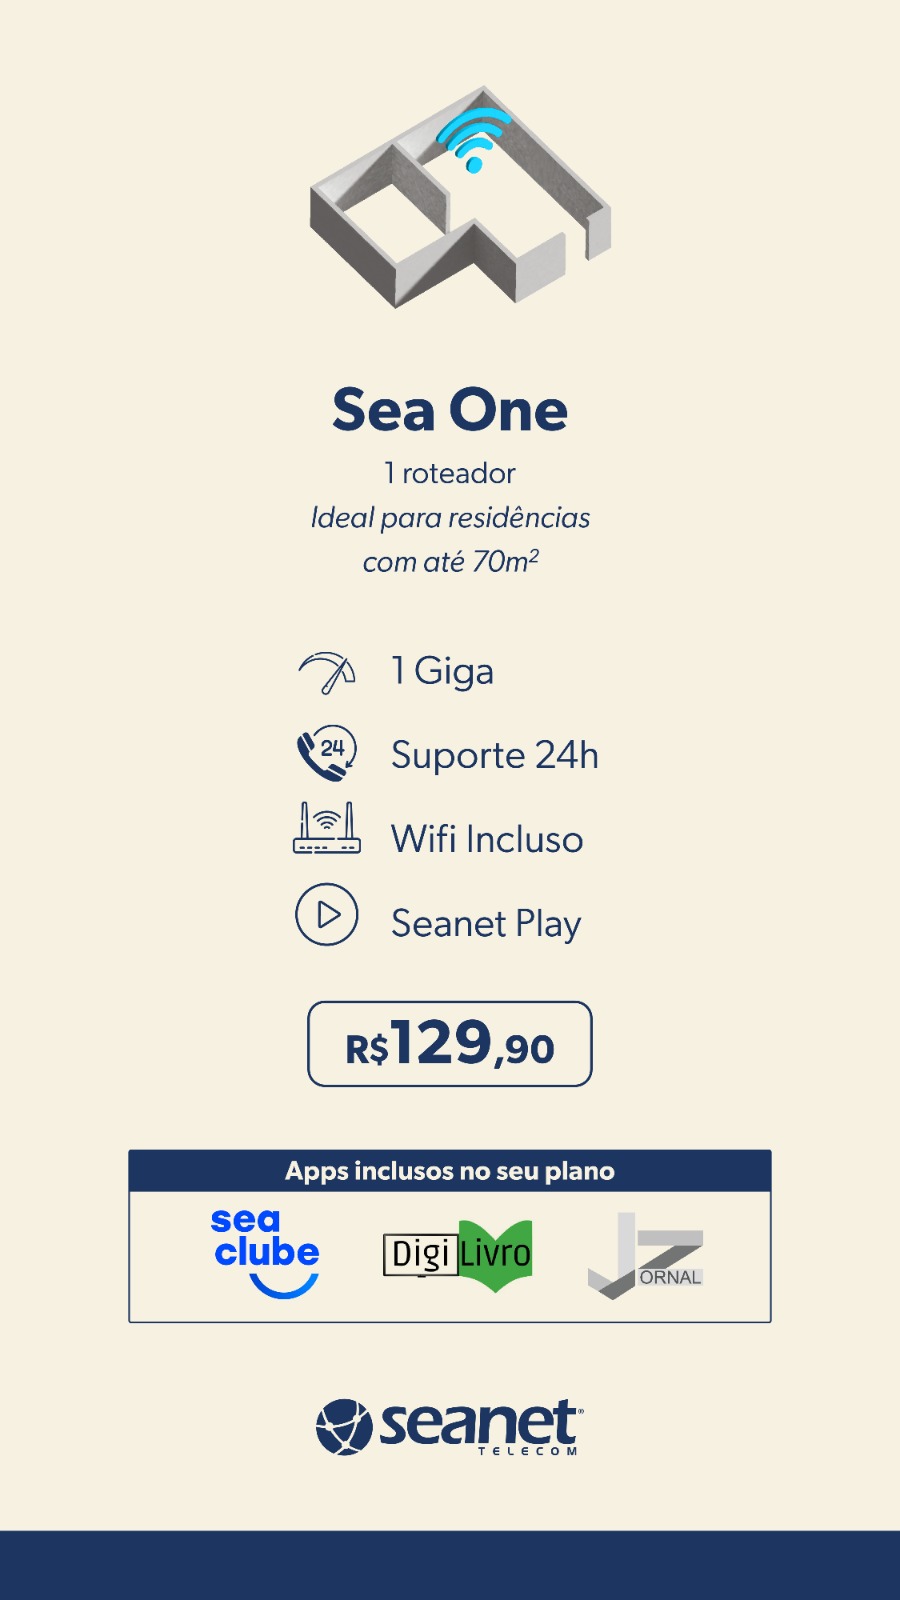 Sea One
1 roteador
Ideal para residências
com até 70m²
1 Giga
24
Suporte 24h
Wifi Incluso
Seanet Play
R$129,90
Apps inclusos no seu plano
sea
clube
Digi Livro
JZ
ORNAL
seanet
TELECOM